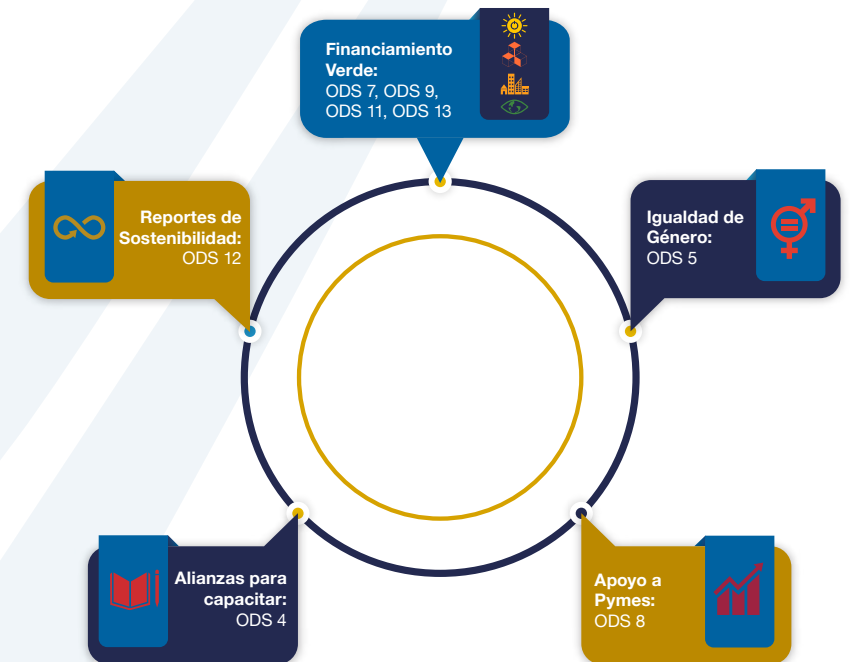 Financiamiento
Verde:
ODS 7, ODS 9,
ODS 11, ODS 13
Reportes de
Sostenibilidad:
ODS 12
Igualdad de
Género:
ODS 5
Alianzas para
capacitar:
ODS 4
Apoyo a
Pymes:
ODS 8